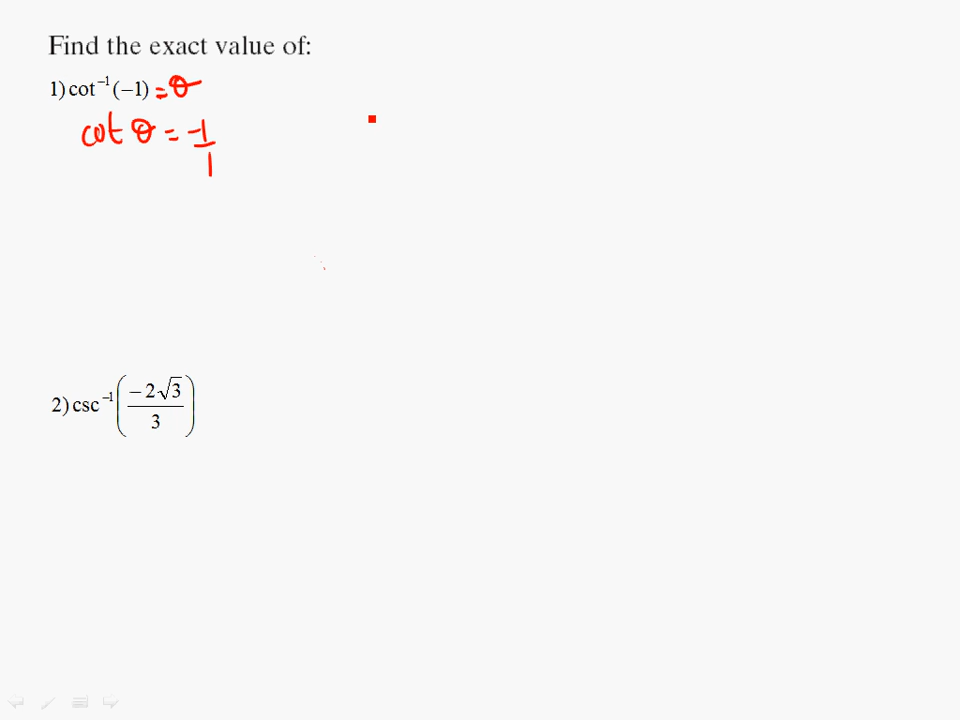 Find the exact value of:
1) cot⁻¹(−1) = θ
cot θ = -1/1
2) csc⁻¹(−2√3/3)